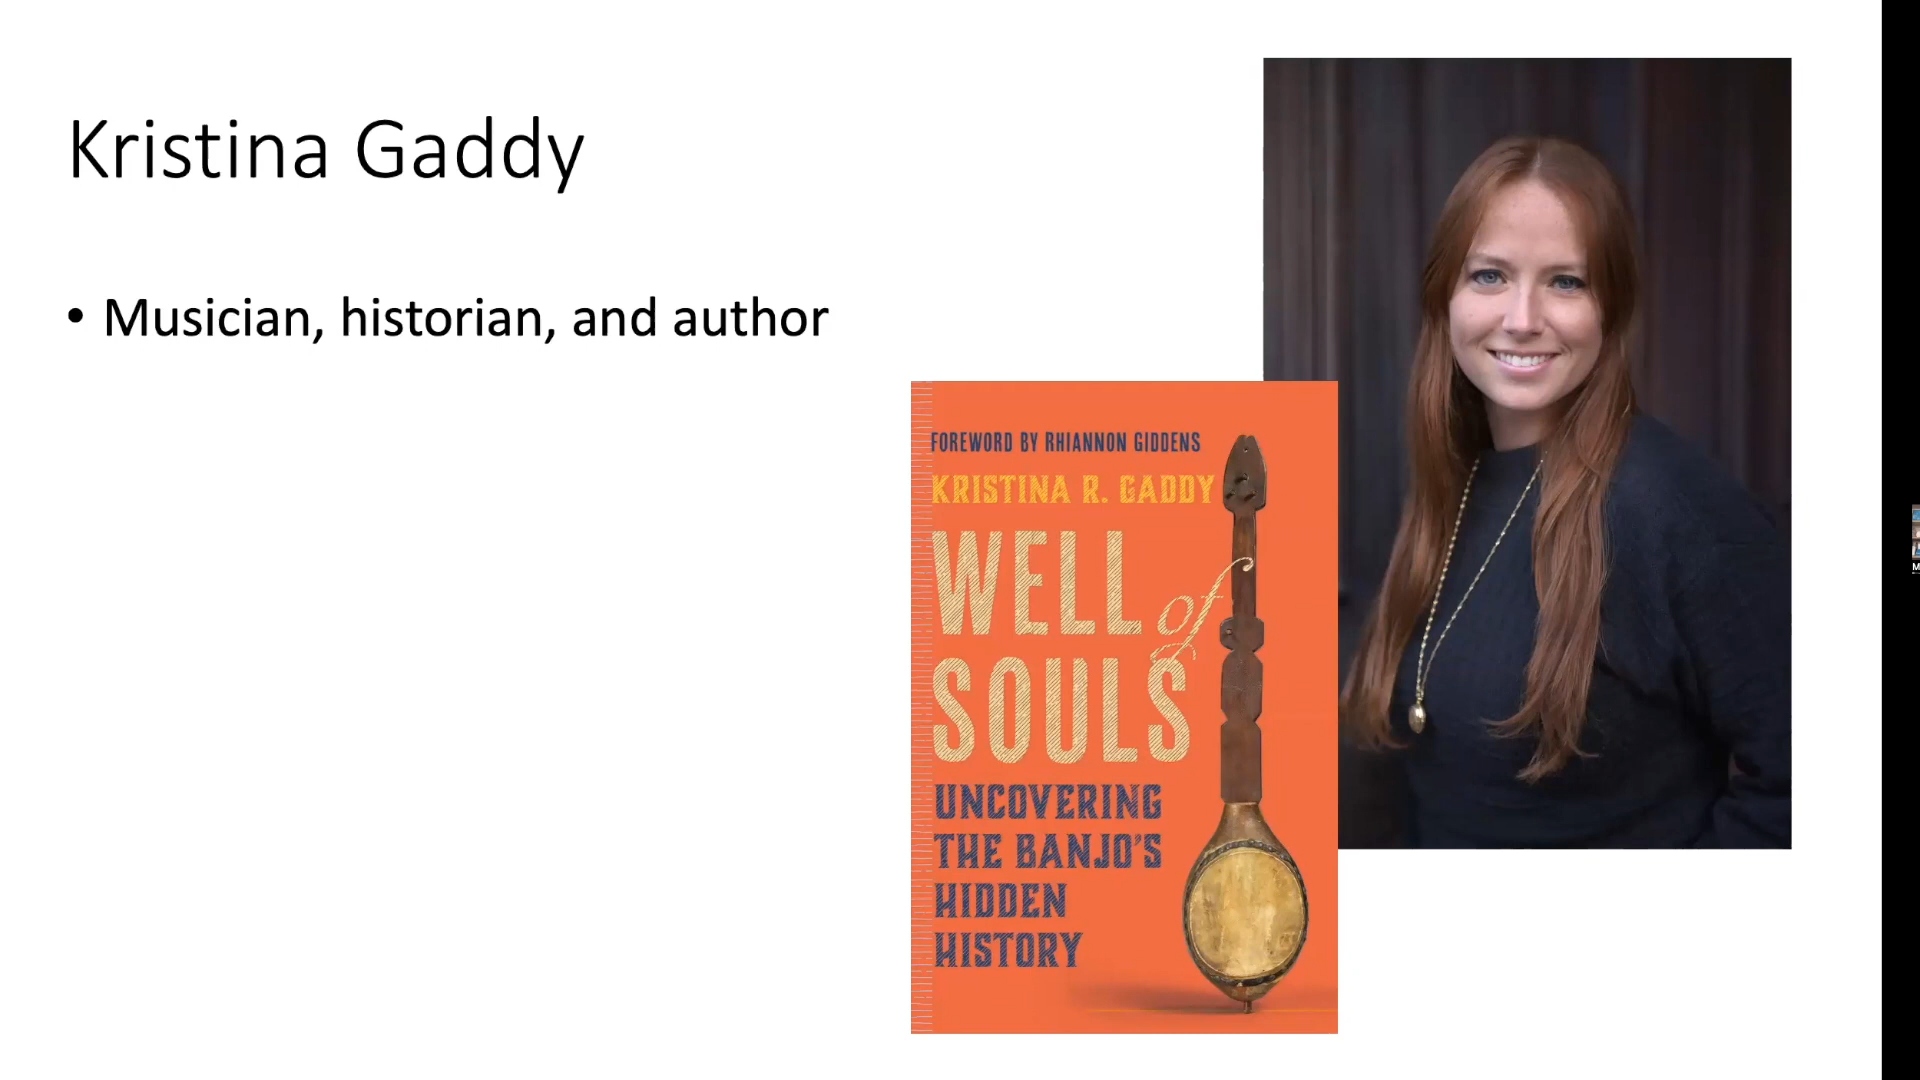 Kristina Gaddy
• Musician, historian, and author
FOREWORD BY RHIANNON GIDDENS
KRISTINA R. GADDY
WELL of
SOULS
UNCOVERING
THE BANJO'S
HIDDEN
HISTORY